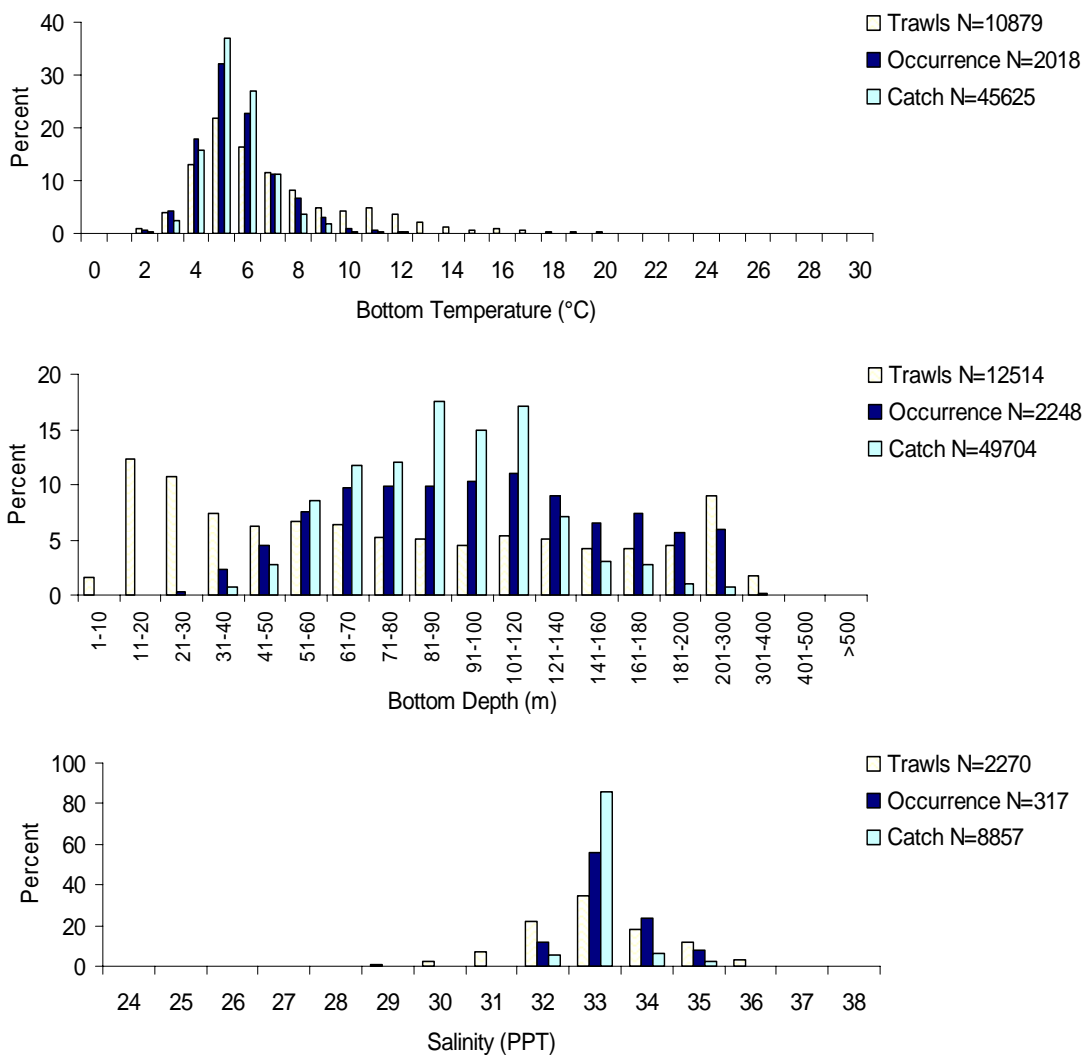 40
30
20
10
0
Percent
0 2 4 6 8 10 12 14 16 18 20 22 24 26 28 30
Bottom Temperature (°C)
Trawls N=10879
Occurrence N=2018
Catch N=45625
20
15
10
5
0
Percent
1-10
11-20
21-30
31-40
41-50
51-60
61-70
71-80
81-90
91-100
101-120
121-140
141-160
161-180
181-200
201-300
301-400
401-500
>500
Bottom Depth (m)
Trawls N=12514
Occurrence N=2248
Catch N=49704
100
80
60
40
20
0
Percent
24 25 26 27 28 29 30 31 32 33 34 35 36 37 38
Salinity (PPT)
Trawls N=2270
Occurrence N=317
Catch N=8857